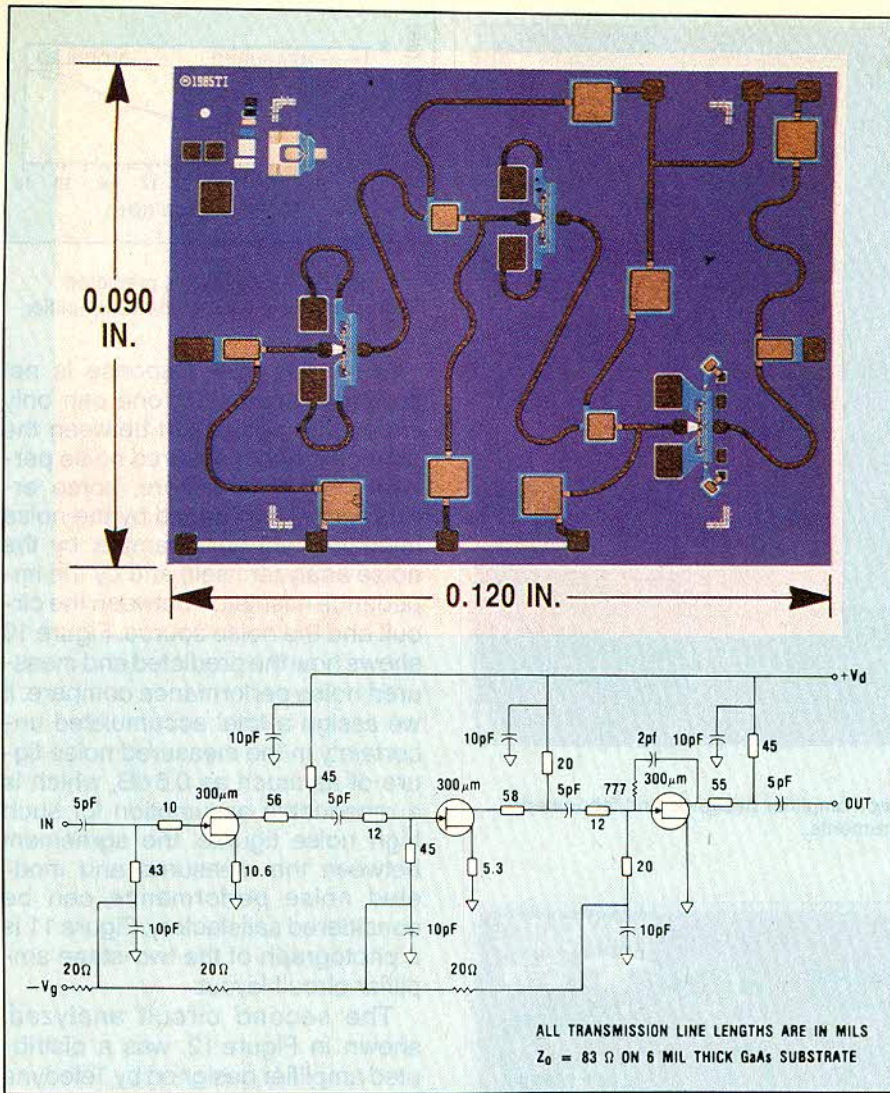 ©1985TI
0.090
IN.
0.120 IN.
+Vd
10pF
10pF
2pf
10pF
20
45
45
777
5pF
300µm
300µm
300µm
55
5pF
10
56
5pF
58
5pF
OUT
IN
12
12
45
20
43
10.6
5.3
10pF
10pF
10pF
20Ω
20Ω
20Ω
−Vg
ALL TRANSMISSION LINE LENGTHS ARE IN MILS
Z₀ = 83 Ω ON 6 MIL THICK GaAs SUBSTRATE